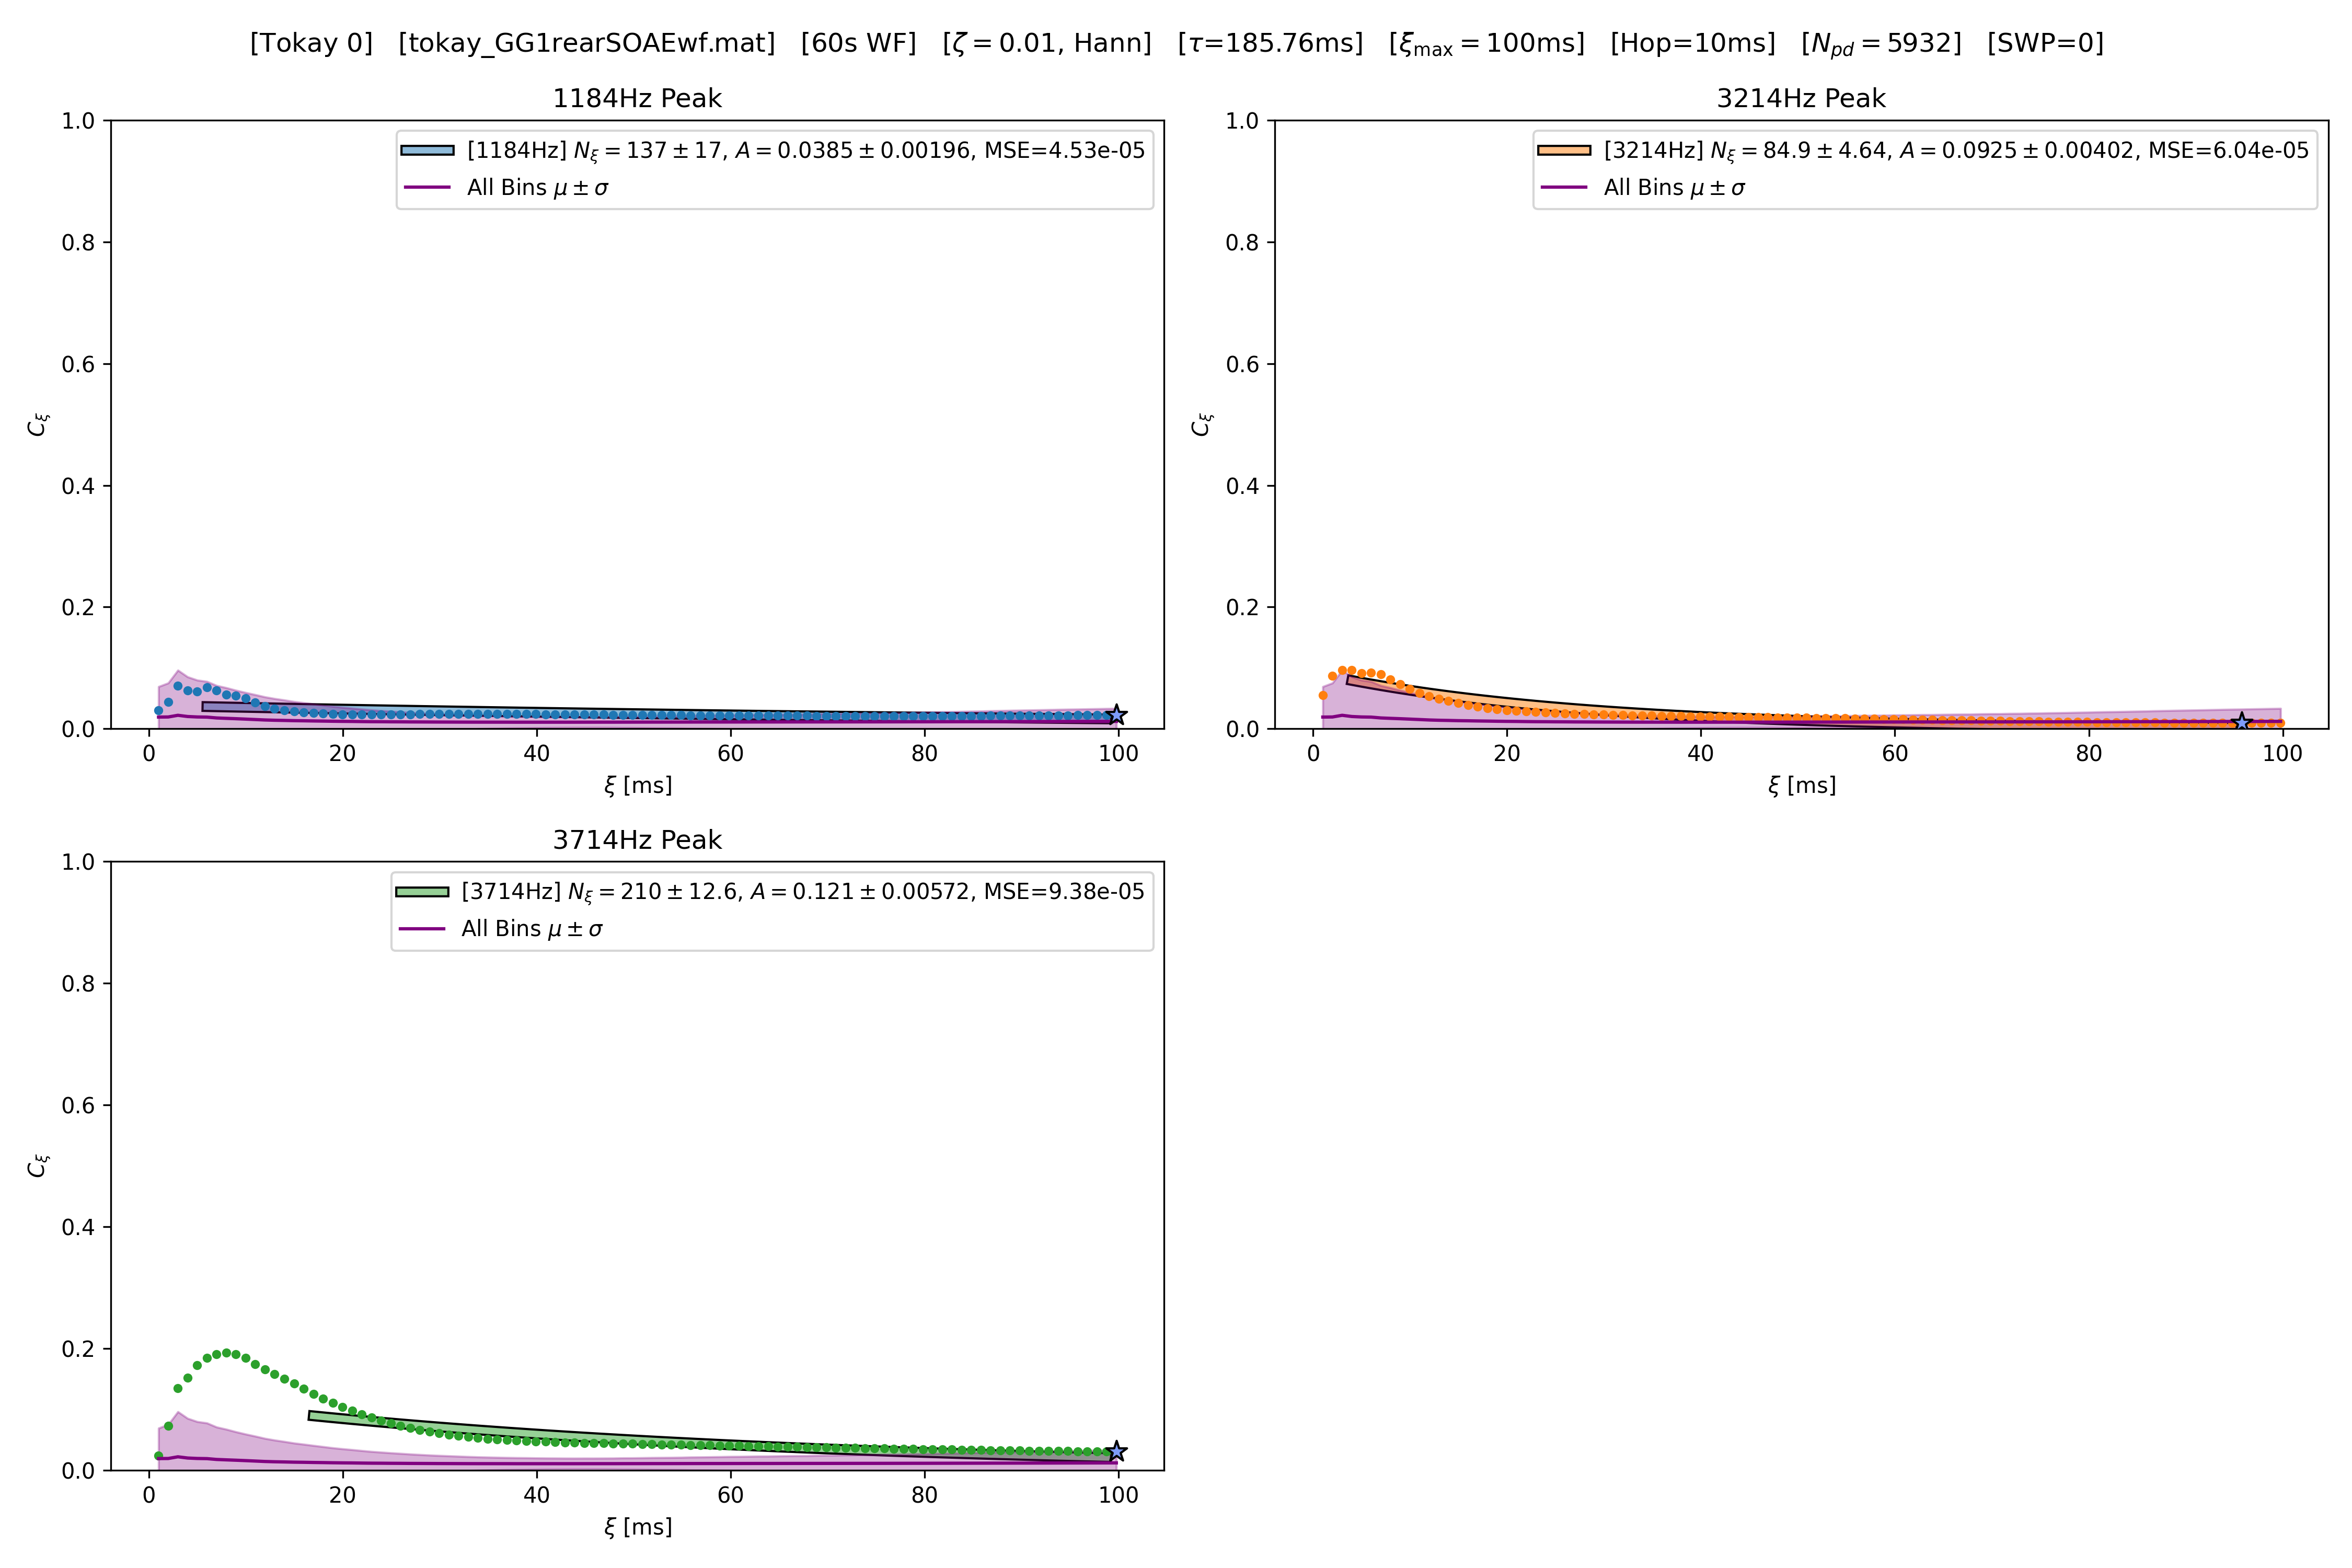 [Tokay 0]   [tokay_GG1rearSOAEwf.mat]   [60s WF]   [ζ = 0.01, Hann]   [τ=185.76ms]   [ξmax = 100ms]   [Hop=10ms]   [Npd = 5932]   [SWP=0]
1184Hz Peak
[1184Hz] Nξ = 137 ± 17, A = 0.0385 ± 0.00196, MSE=4.53e-05
All Bins μ ± σ
1.0
0.8
0.6
0.4
0.2
0.0
Cξ
0 20 40 60 80 100
ξ [ms]
3214Hz Peak
[3214Hz] Nξ = 84.9 ± 4.64, A = 0.0925 ± 0.00402, MSE=6.04e-05
All Bins μ ± σ
1.0
0.8
0.6
0.4
0.2
0.0
Cξ
0 20 40 60 80 100
ξ [ms]
3714Hz Peak
[3714Hz] Nξ = 210 ± 12.6, A = 0.121 ± 0.00572, MSE=9.38e-05
All Bins μ ± σ
1.0
0.8
0.6
0.4
0.2
0.0
Cξ
0 20 40 60 80 100
ξ [ms]